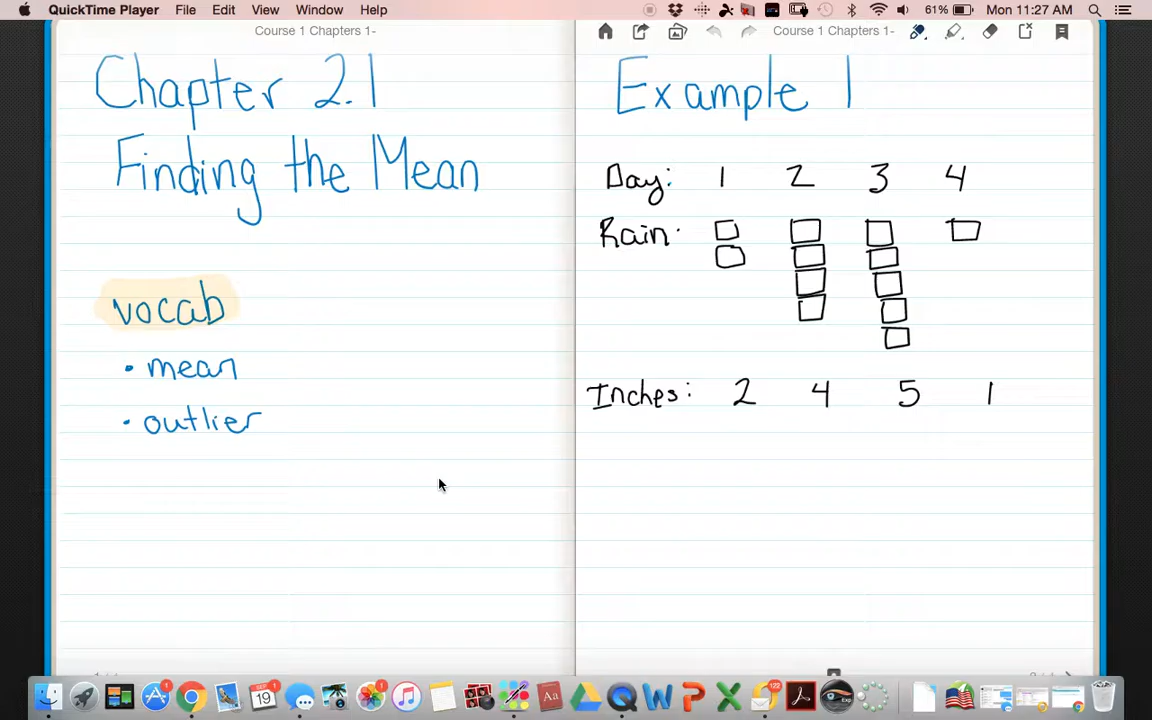 QuickTime Player File Edit View Window Help 61% Mon 11:27 AM
Course 1 Chapters 1-
Chapter 2.1
Finding the Mean
vocab
• mean
• outlier
Course 1 Chapters 1-
Example 1
Day: 1 2 3 4
Rain:
Inches: 2 4 5 1